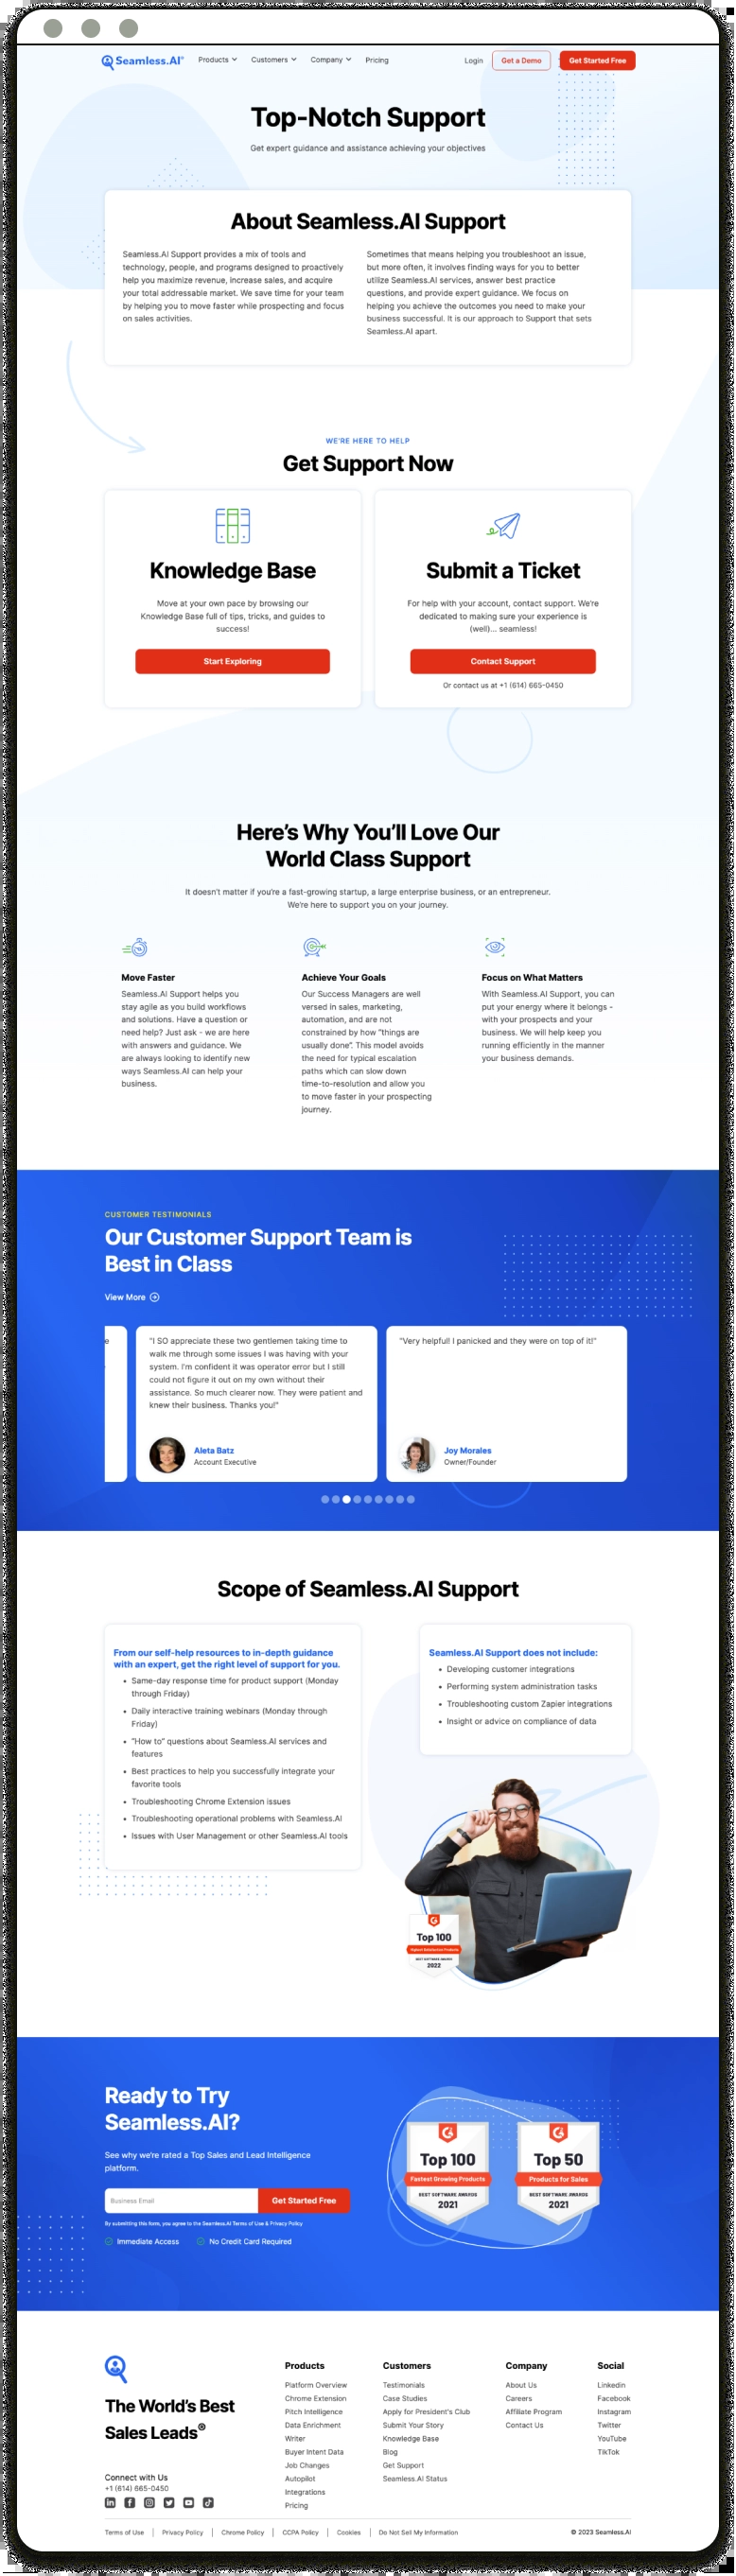 Seamless.AI®
Products
Customers
Company
Pricing
Login
Get a Demo
Get Started Free
Top-Notch Support
Get expert guidance and assistance achieving your objectives
About Seamless.AI Support
Seamless.AI Support provides a mix of tools and
technology, people, and programs designed to proactively
help you maximize revenue, increase sales, and acquire
your total addressable market. We save time for your team
by helping you to move faster while prospecting and focus
on sales activities.
Sometimes that means helping you troubleshoot an issue,
but more often, it involves finding ways for you to better
utilize Seamless.AI services, answer best practice
questions, and provide expert guidance. We focus on
helping you achieve the outcomes you need to make your
business successful. It is our approach to Support that sets
Seamless.AI apart.
WE'RE HERE TO HELP
Get Support Now
Knowledge Base
Move at your own pace by browsing our
Knowledge Base full of tips, tricks, and guides to
success!
Start Exploring
Submit a Ticket
For help with your account, contact support. We're
dedicated to making sure your experience is
(well)... seamless!
Contact Support
Or contact us at +1 (614) 665-0450
Here's Why You'll Love Our
World Class Support
It doesn't matter if you're a fast-growing startup, a large enterprise business, or an entrepreneur.
We're here to support you on your journey.
Move Faster
Seamless.AI Support helps you
stay agile as you build workflows
and solutions. Have a question or
need help? Just ask - we are here
with answers and guidance. We
are always looking to identify new
ways Seamless.AI can help your
business.
Achieve Your Goals
Our Success Managers are well
versed in sales, marketing,
automation, and are not
constrained by how "things are
usually done". This model avoids
the need for typical escalation
paths which can slow down
time-to-resolution and allow you
to move faster in your prospecting
journey.
Focus on What Matters
With Seamless.AI Support, you can
put your energy where it belongs -
with your prospects and your
business. We will help keep you
running efficiently in the manner
your business demands.
CUSTOMER TESTIMONIALS
Our Customer Support Team is
Best in Class
View More
e
"I SO appreciate these two gentlemen taking time to
walk me through some issues I was having with your
system. I'm confident it was operator error but I still
could not figure it out on my own without their
assistance. So much clearer now. They were patient and
knew their business. Thanks you!"
Aleta Batz
Account Executive
"Very helpful! I panicked and they were on top of it!"
Joy Morales
Owner/Founder
Scope of Seamless.AI Support
From our self-help resources to in-depth guidance
with an expert, get the right level of support for you.
• Same-day response time for product support (Monday
through Friday)
• Daily interactive training webinars (Monday through
Friday)
• "How to" questions about Seamless.AI services and
features
• Best practices to help you successfully integrate your
favorite tools
• Troubleshooting Chrome Extension issues
• Troubleshooting operational problems with Seamless.AI
• Issues with User Management or other Seamless.AI tools
Seamless.AI Support does not include:
• Developing customer integrations
• Performing system administration tasks
• Troubleshooting custom Zapier integrations
• Insight or advice on compliance of data
Top 100
Highest Satisfaction Products
BEST SOFTWARE AWARDS
2022
Ready to Try
Seamless.AI?
See why we're rated a Top Sales and Lead Intelligence
platform.
Business Email
Get Started Free
By submitting this form, you agree to the Seamless.AI Terms of Use & Privacy Policy
Immediate Access
No Credit Card Required
Top 100
Fastest Growing Products
BEST SOFTWARE AWARDS
2021
Top 50
Products for Sales
BEST SOFTWARE AWARDS
2021
The World's Best
Sales Leads®
Connect with Us
+1 (614) 665-0450
Products
Platform Overview
Chrome Extension
Pitch Intelligence
Data Enrichment
Writer
Buyer Intent Data
Job Changes
Autopilot
Integrations
Pricing
Customers
Testimonials
Case Studies
Apply for President's Club
Submit Your Story
Knowledge Base
Blog
Get Support
Seamless.AI Status
Company
About Us
Careers
Affiliate Program
Contact Us
Social
Linkedin
Facebook
Instagram
Twitter
YouTube
TikTok
Terms of Use
Privacy Policy
Chrome Policy
CCPA Policy
Cookies
Do Not Sell My Information
© 2023 Seamless.AI